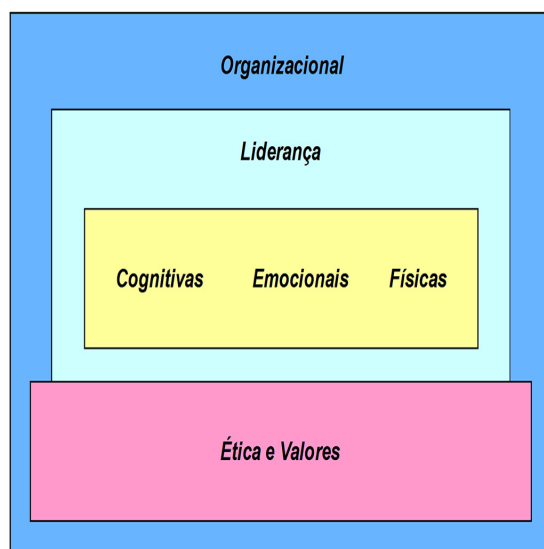 Organizacional
Liderança
Cognitivas Emocionais Físicas
Ética e Valores